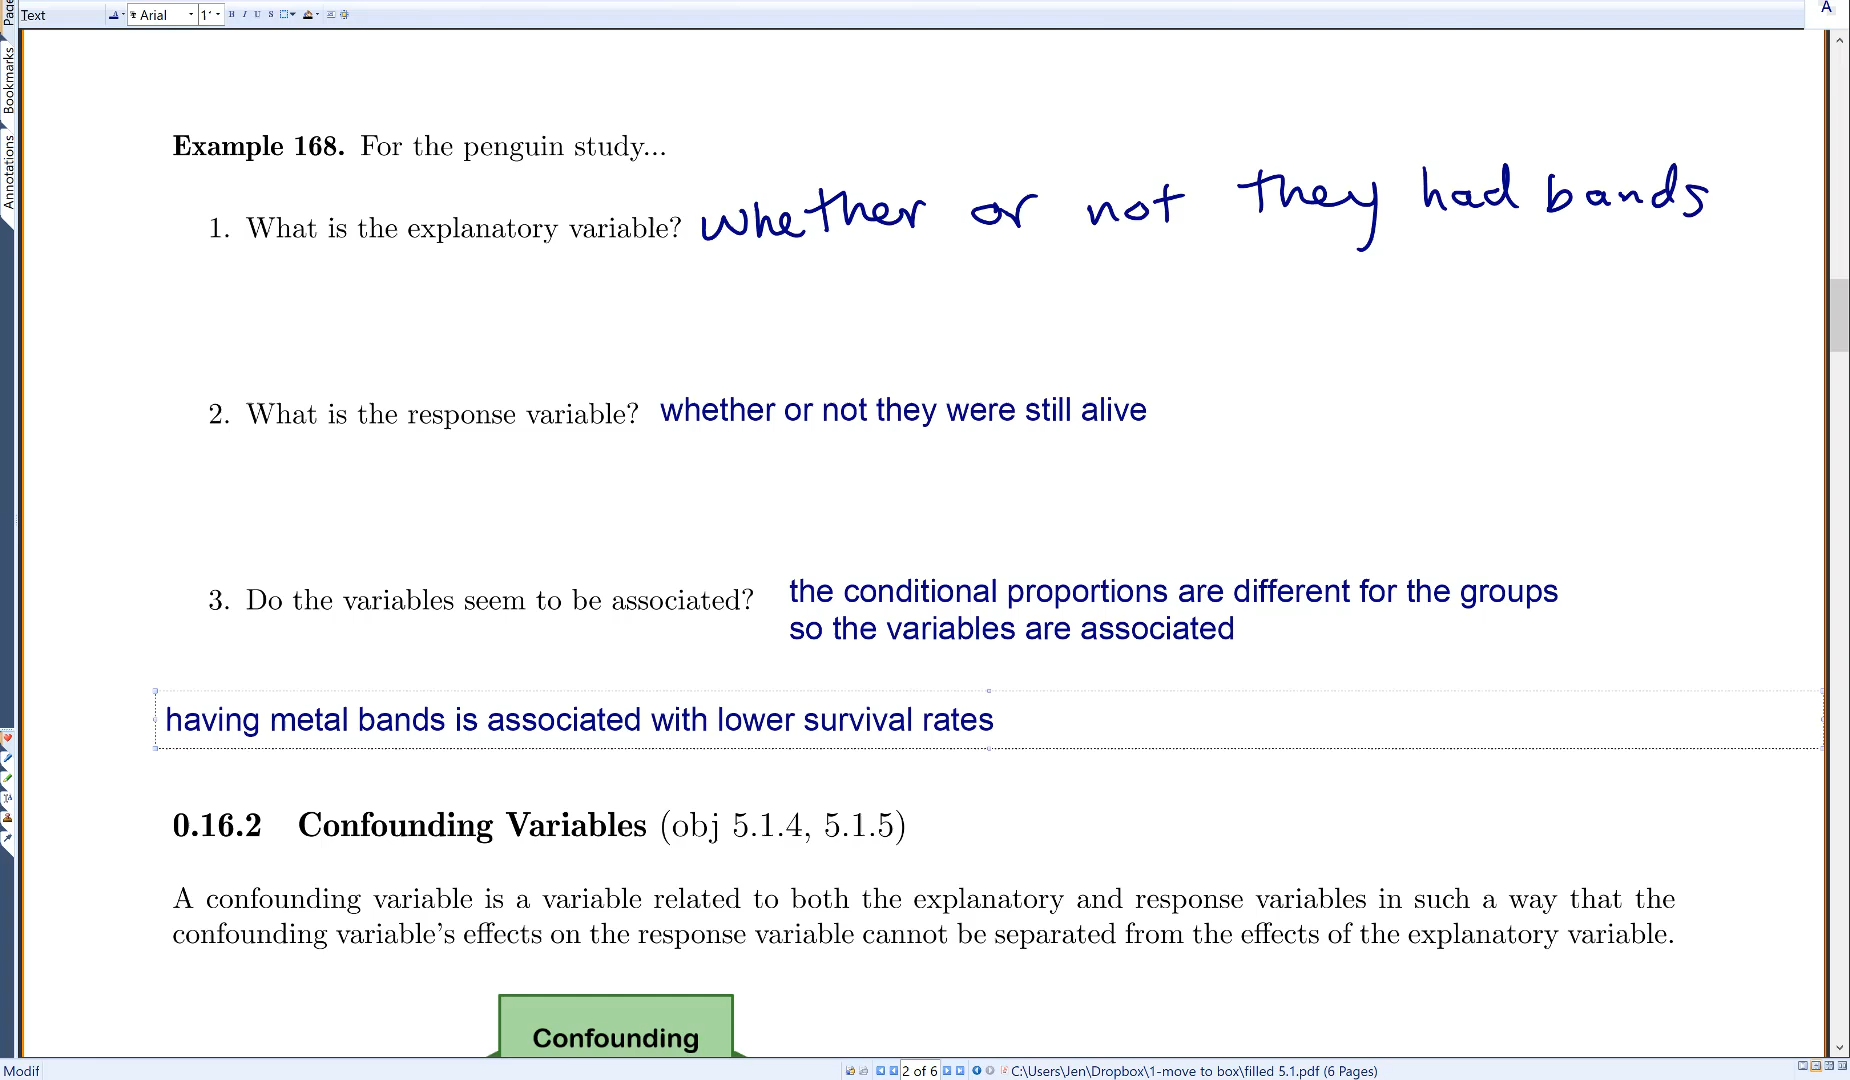 Text
Arial
A
Pages
Bookmarks
Annotations
Example 168. For the penguin study...
1. What is the explanatory variable? whether or not they had bands
2. What is the response variable? whether or not they were still alive
3. Do the variables seem to be associated? the conditional proportions are different for the groups
so the variables are associated
having metal bands is associated with lower survival rates
0.16.2 Confounding Variables (obj 5.1.4, 5.1.5)
A confounding variable is a variable related to both the explanatory and response variables in such a way that the
confounding variable's effects on the response variable cannot be separated from the effects of the explanatory variable.
Confounding
Modif
2 of 6
C:\Users\Jen\Dropbox\1-move to box\filled 5.1.pdf (6 Pages)